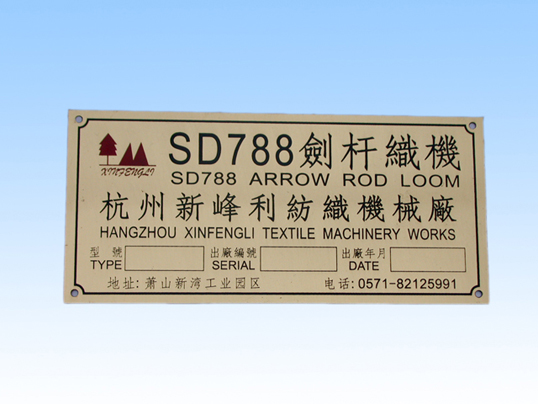 XINFENGLI
SD788劍杆織機
SD788 ARROW ROD LOOM
杭州新峰利紡織機械廠
HANGZHOU XINFENGLI TEXTILE MACHINERY WORKS
型號 出廠編號 出廠年月
TYPE SERIAL DATE
地址: 萧山新湾工业园区 电话: 0571-82125991